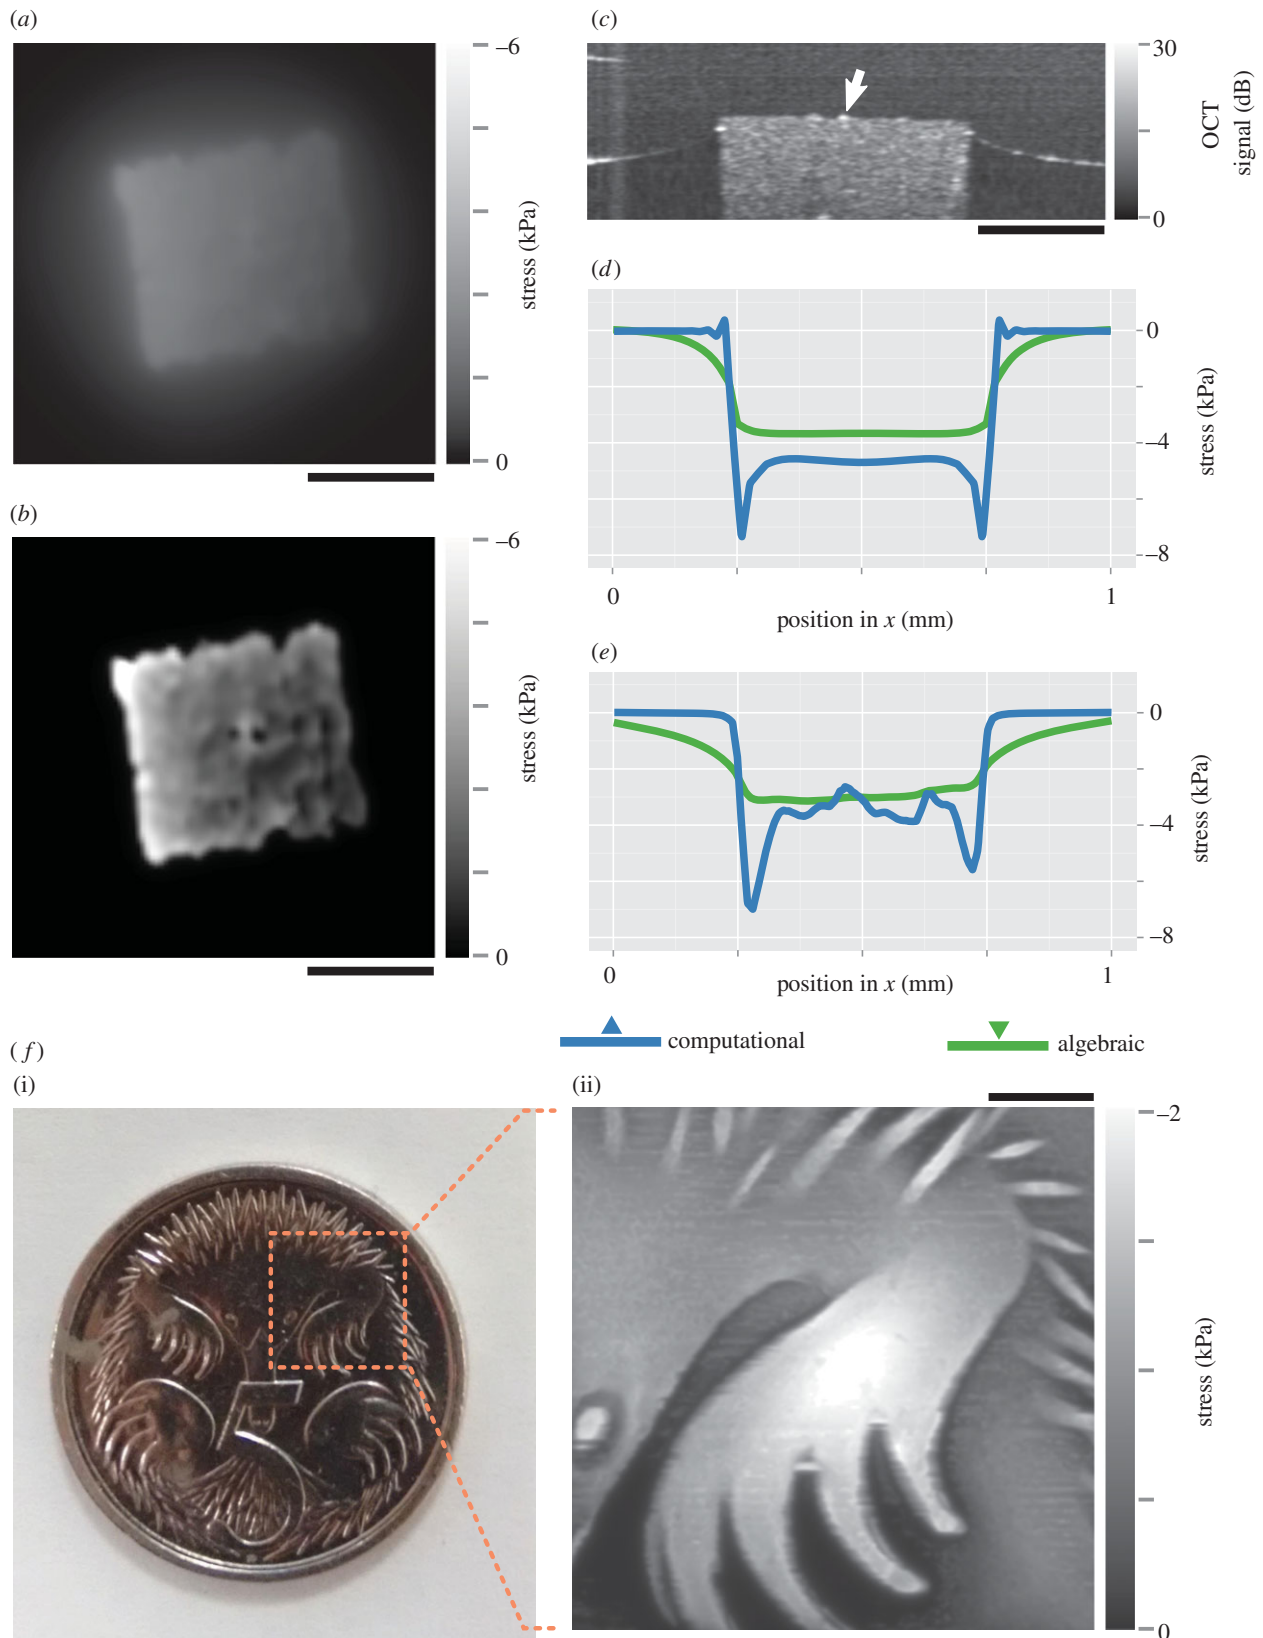 (a)
–6
stress (kPa)
0
(b)
–6
stress (kPa)
0
(c)
30
OCT
signal (dB)
0
(d)
0
–4
–8
stress (kPa)
0
1
position in x (mm)
(e)
0
–4
–8
stress (kPa)
0
1
position in x (mm)
computational
algebraic
(f)
(i)
5
(ii)
–2
stress (kPa)
0